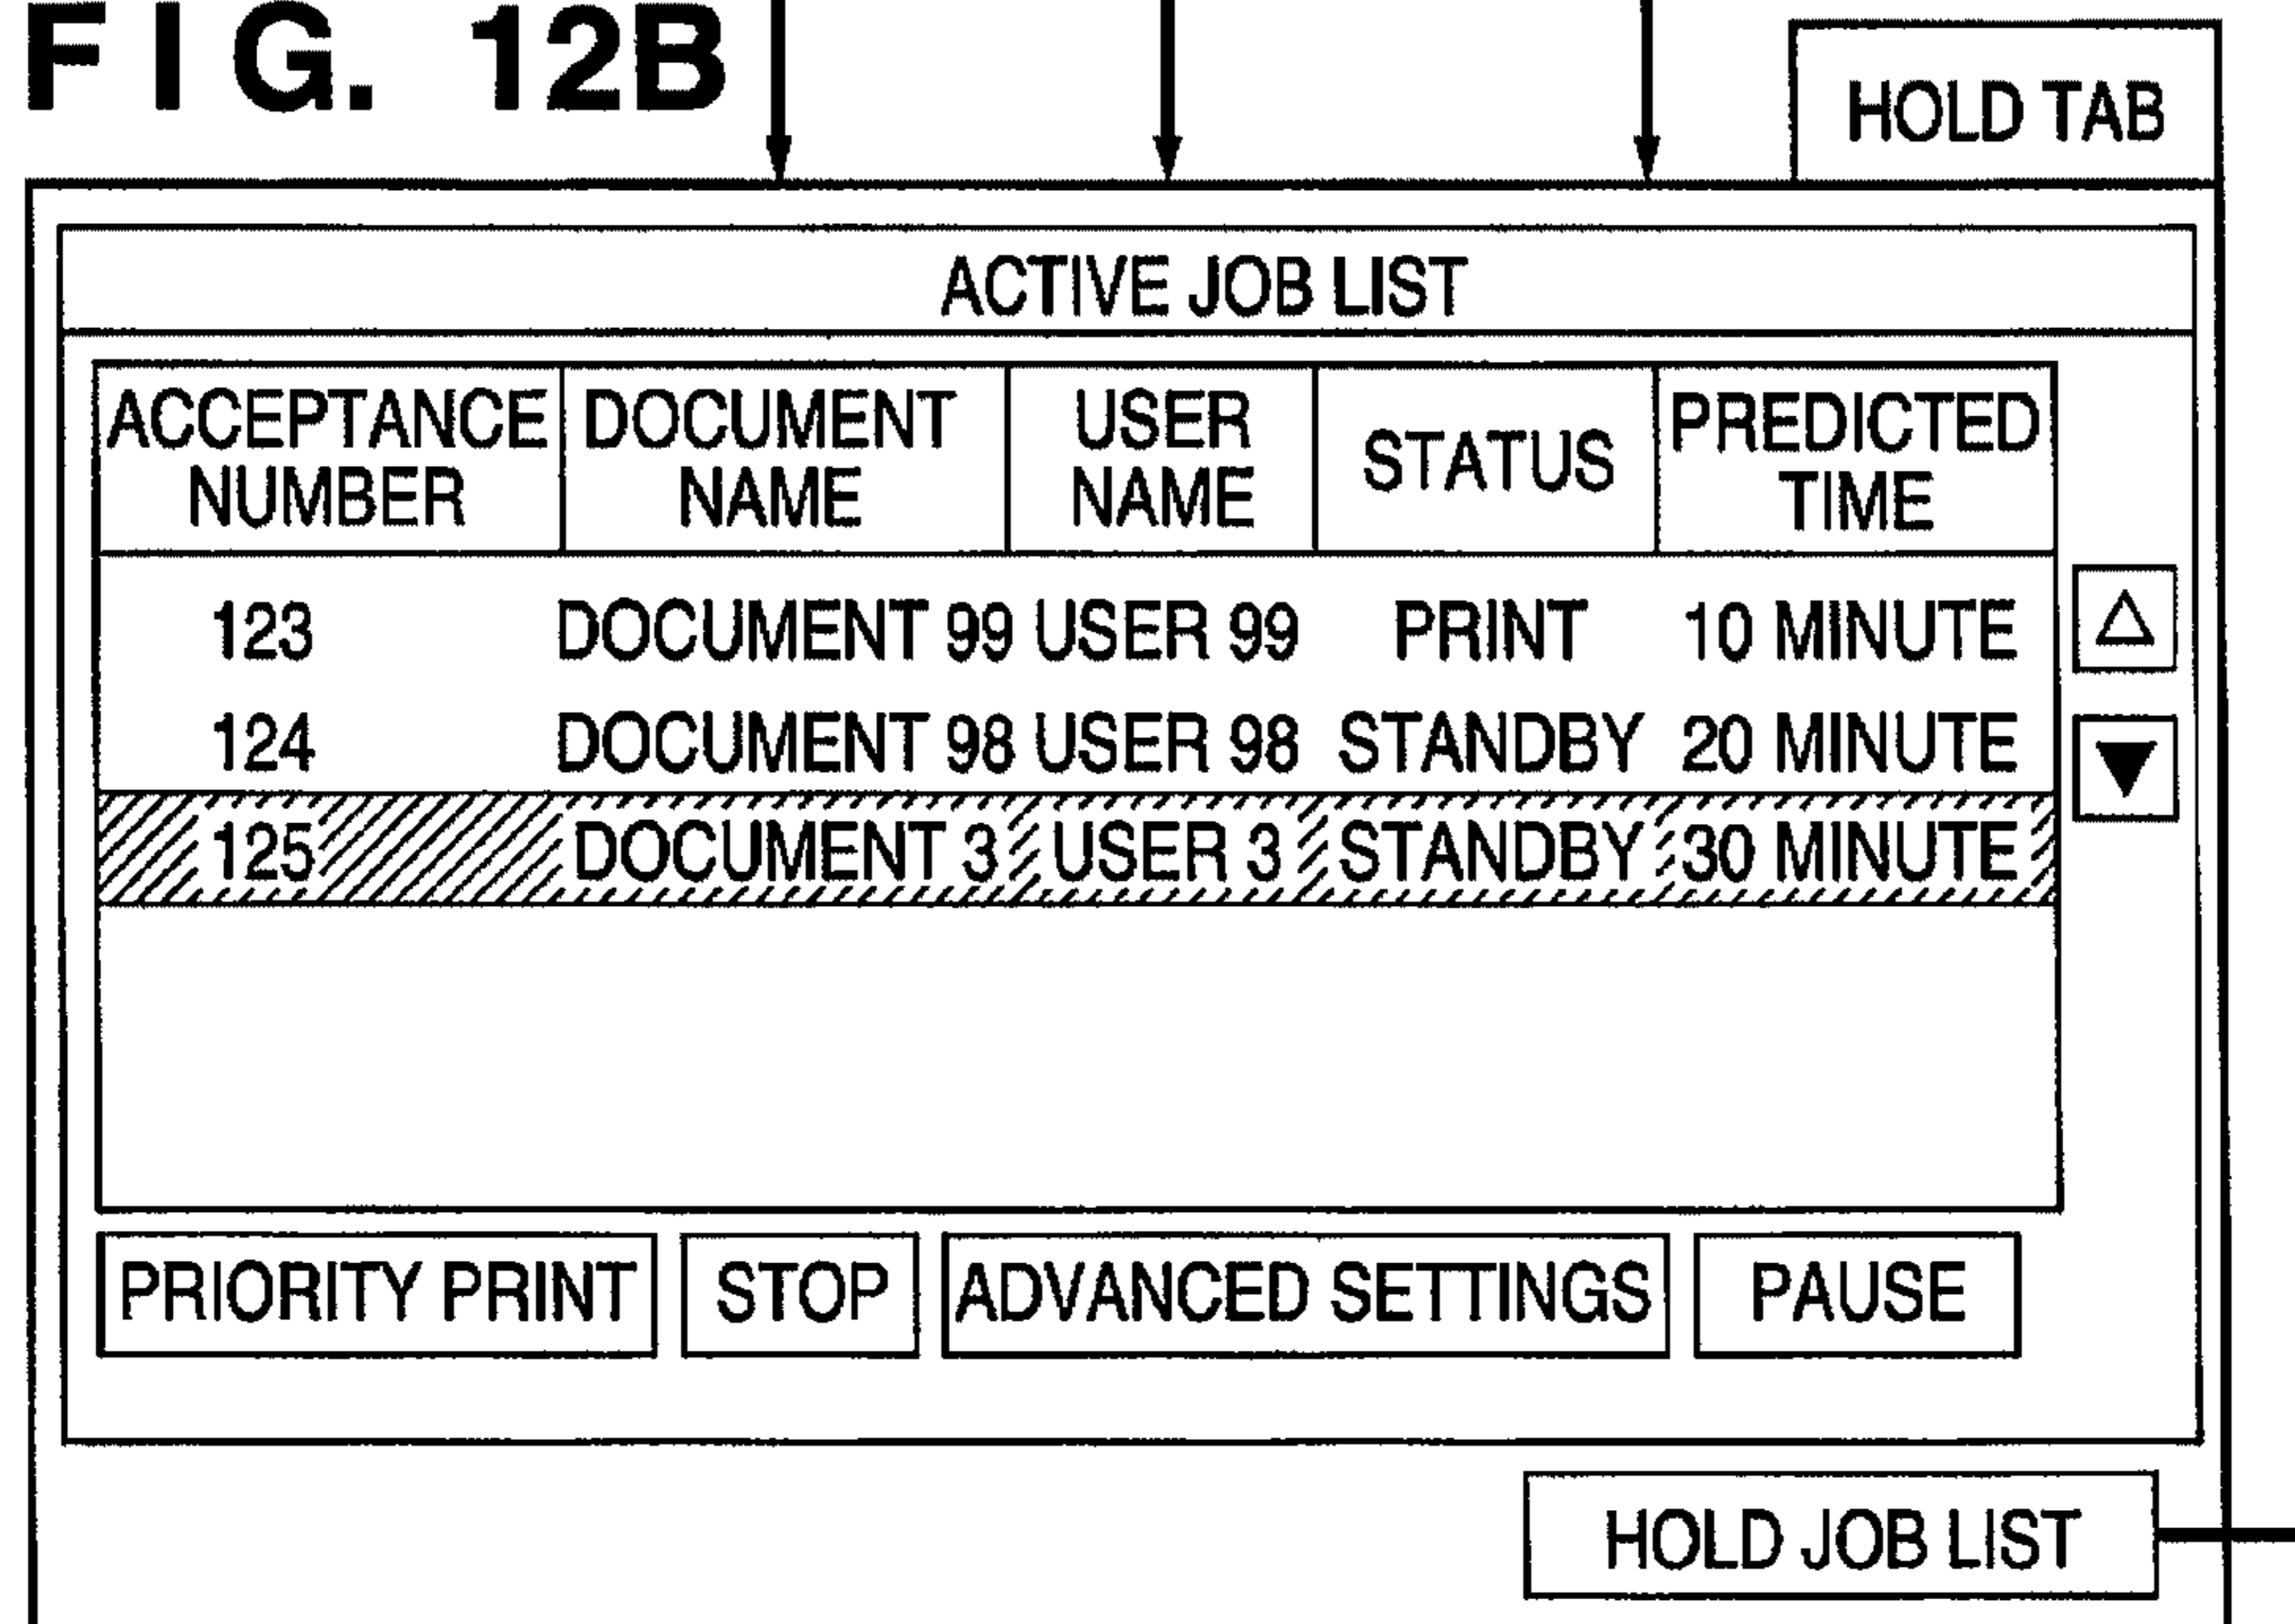 FIG. 12B
HOLD TAB
ACTIVE JOB LIST
ACCEPTANCE NUMBER DOCUMENT NAME USER NAME STATUS PREDICTED TIME
123 DOCUMENT 99 USER 99 PRINT 10 MINUTE
124 DOCUMENT 98 USER 98 STANDBY 20 MINUTE
125 DOCUMENT 3 USER 3 STANDBY 30 MINUTE
PRIORITY PRINT STOP ADVANCED SETTINGS PAUSE
HOLD JOB LIST